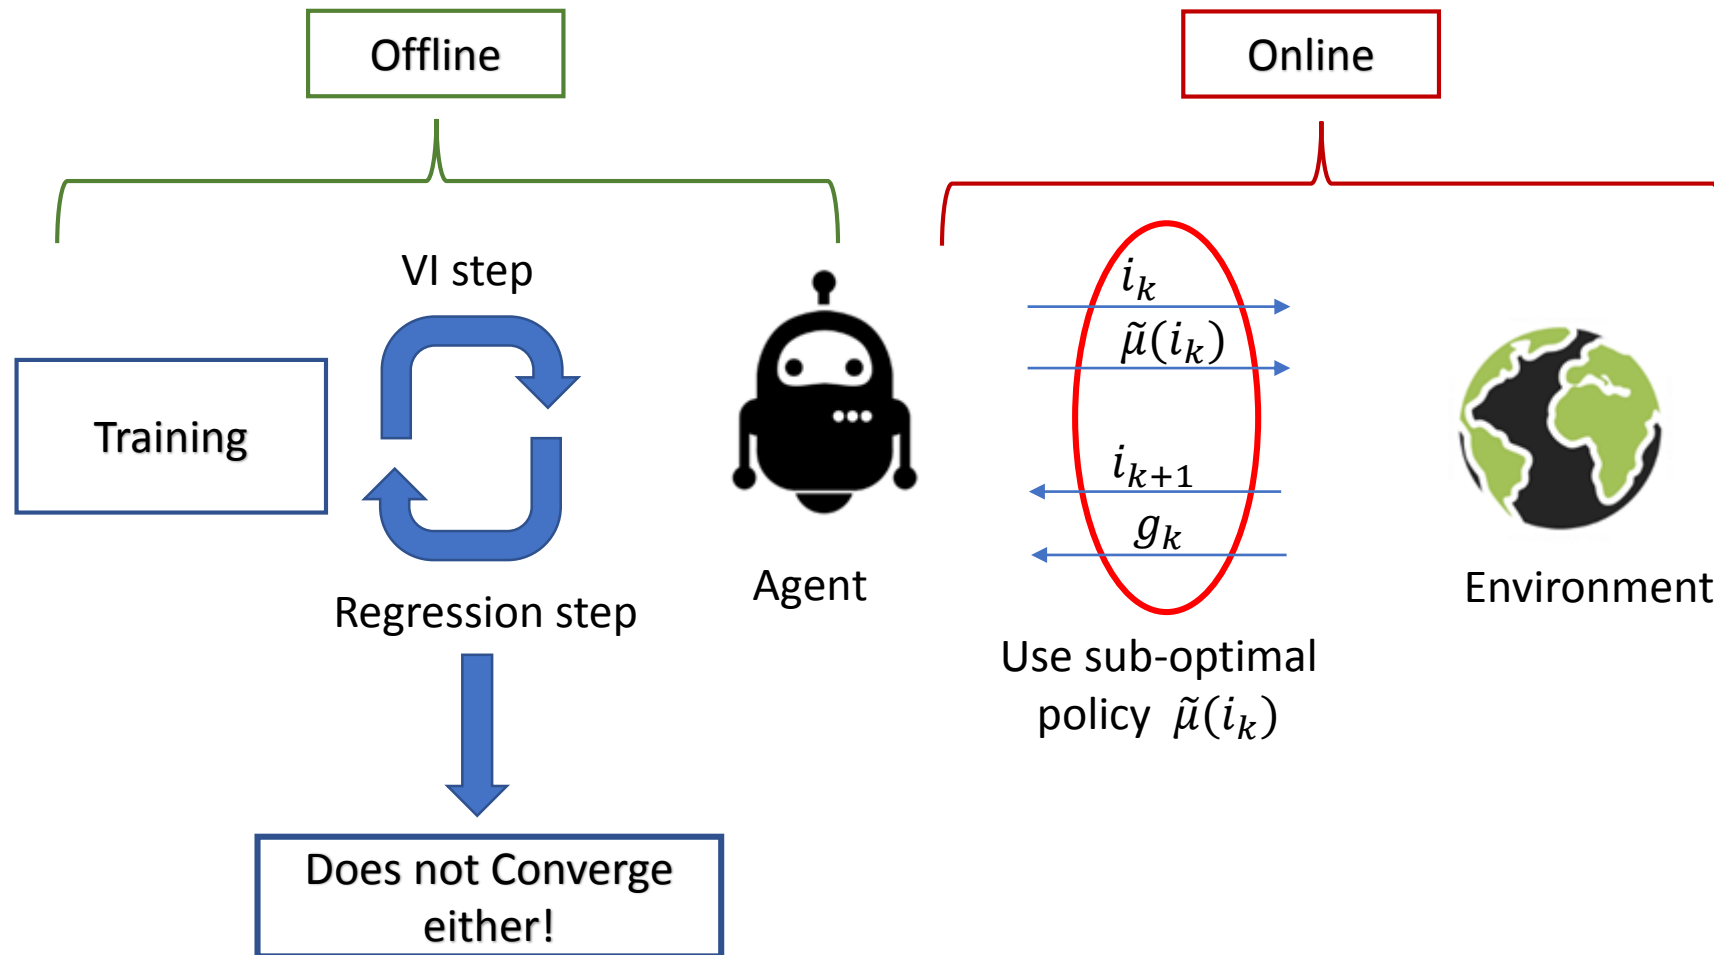 Offline
Online
VI step
Training
Regression step
Agent
i_k
μ̃(i_k)
i_{k+1}
g_k
Environment
Use sub-optimal
policy μ̃(i_k)
Does not Converge
either!